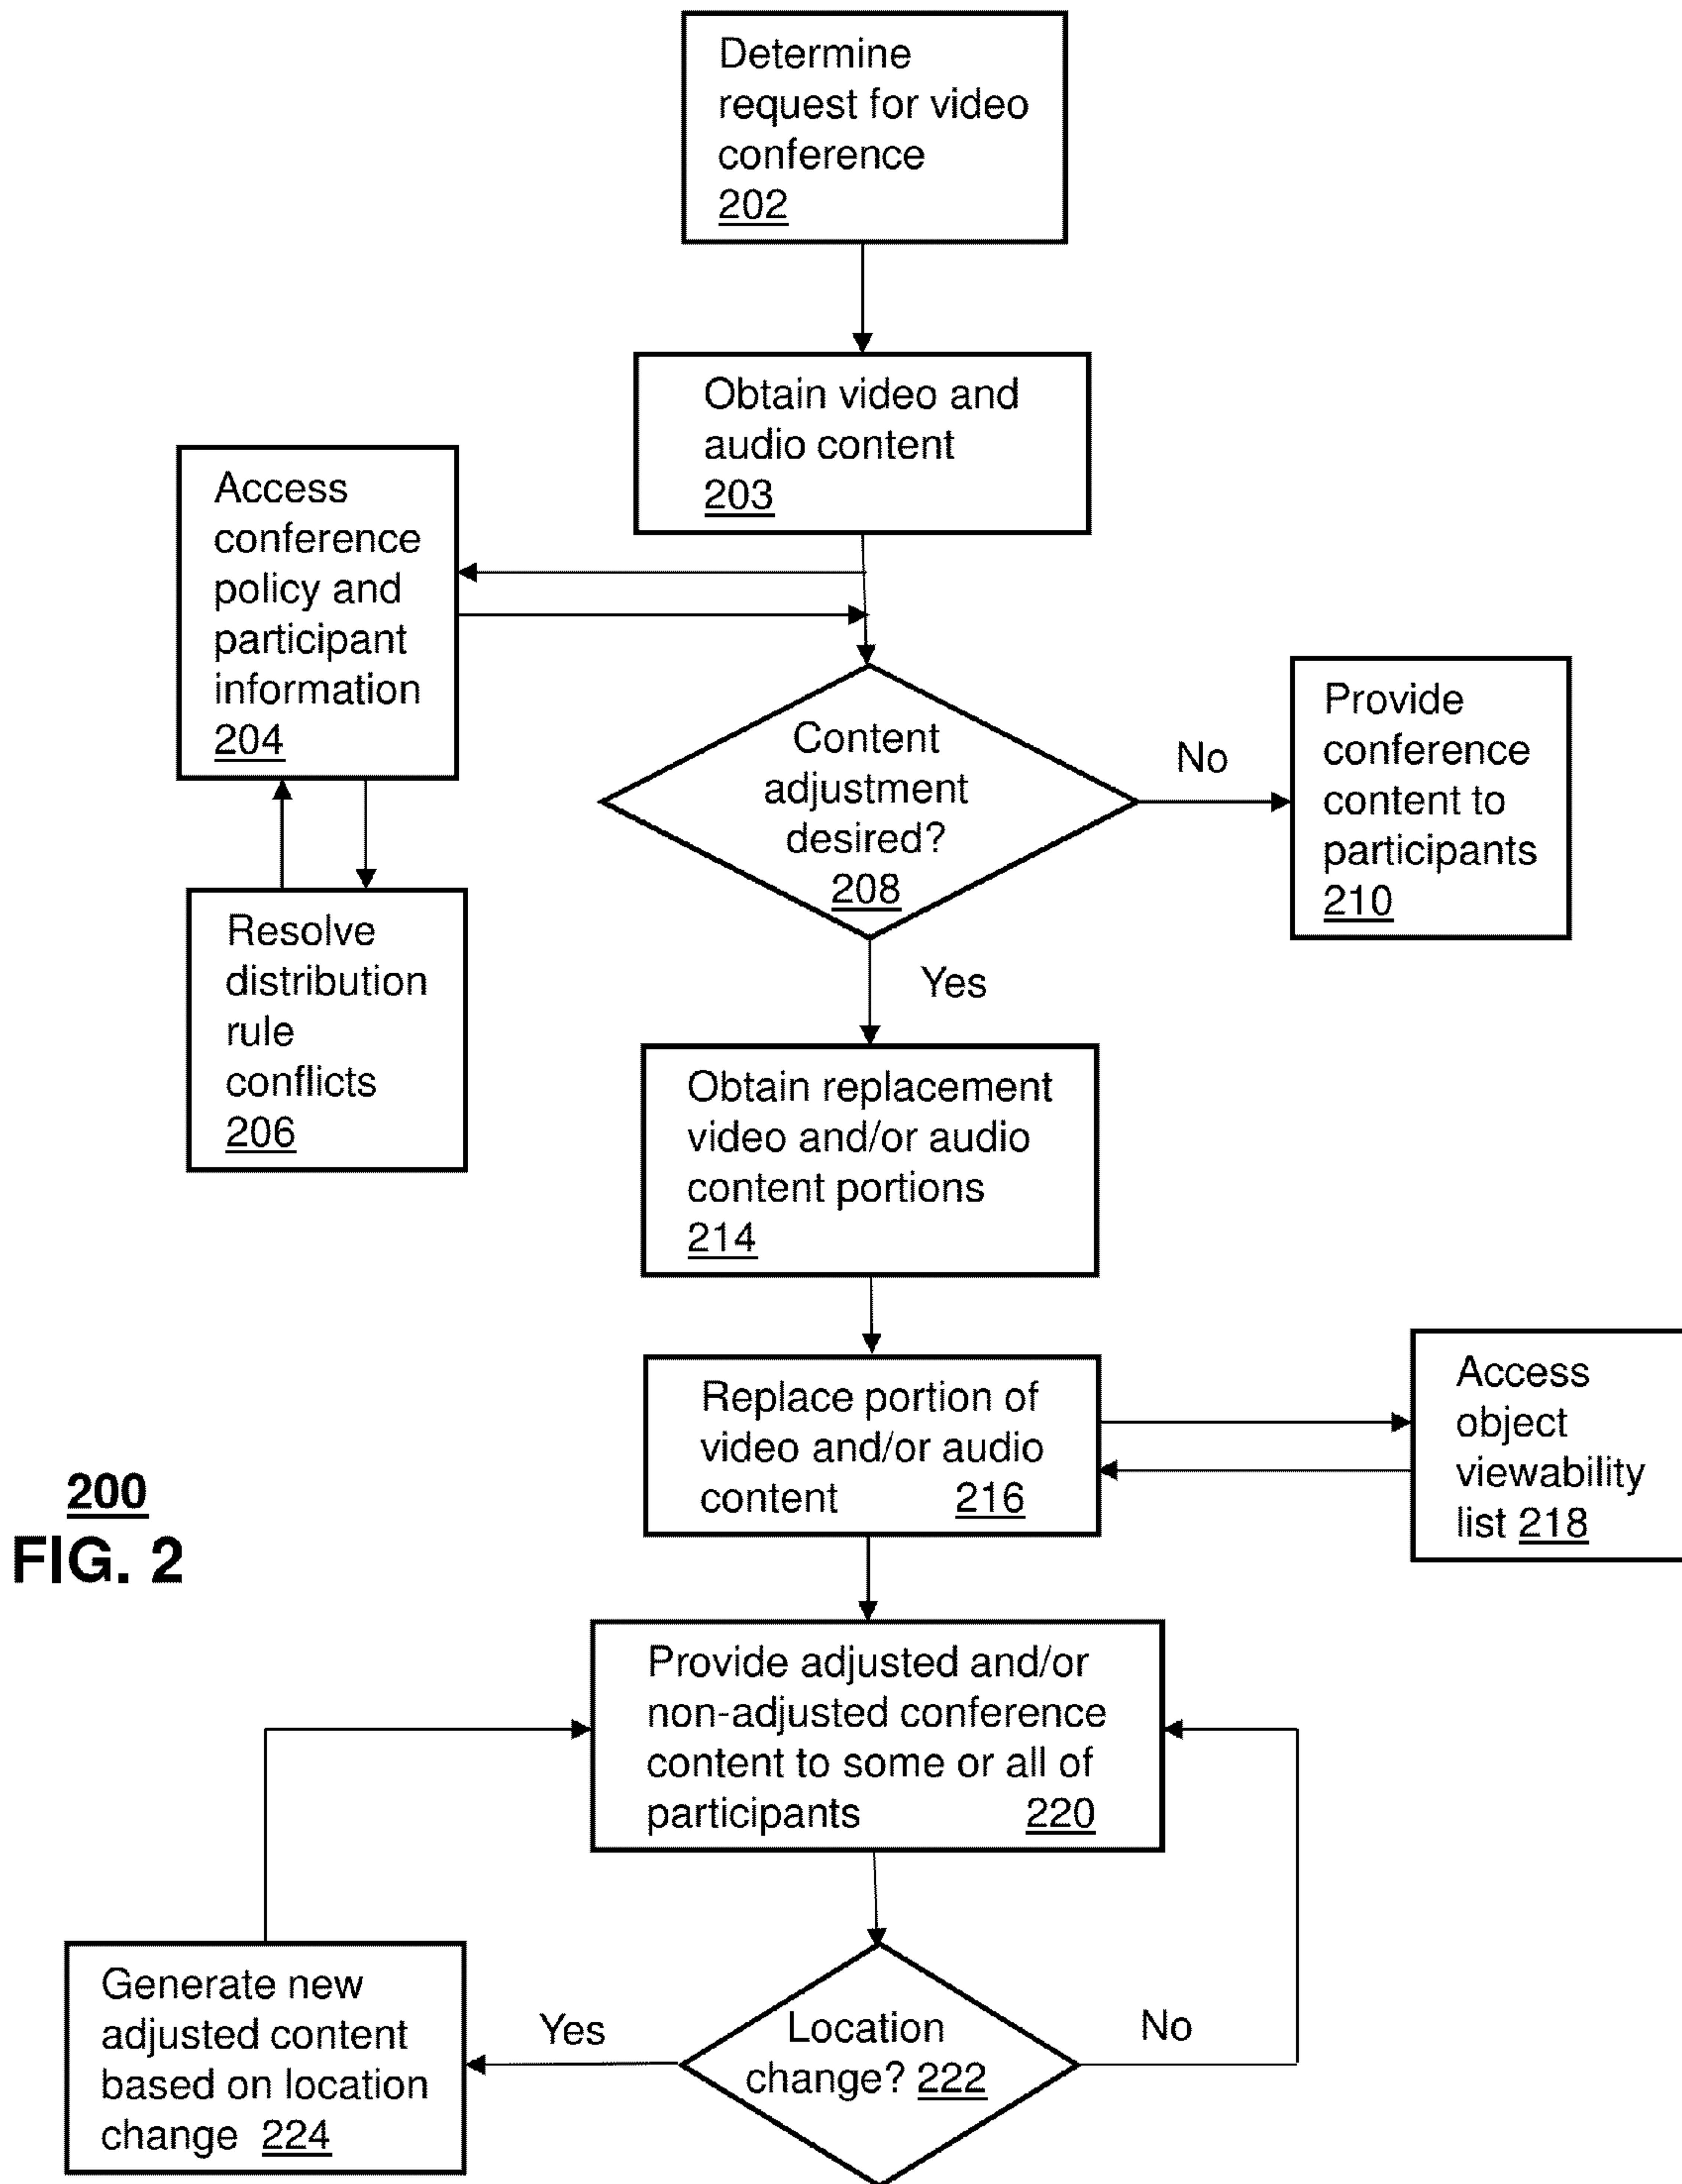 Determine
request for video
conference
202
Obtain video and
audio content
203
Access
conference
policy and
participant
information
204
Content
adjustment
desired?
208
No
Provide
conference
content to
participants
210
Resolve
distribution
rule
conflicts
206
Yes
Obtain replacement
video and/or audio
content portions
214
Replace portion of
video and/or audio
content 216
Access
object
viewability
list 218
200
FIG. 2
Provide adjusted and/or
non-adjusted conference
content to some or all of
participants 220
Generate new
adjusted content
based on location
change 224
Yes
Location
change? 222
No